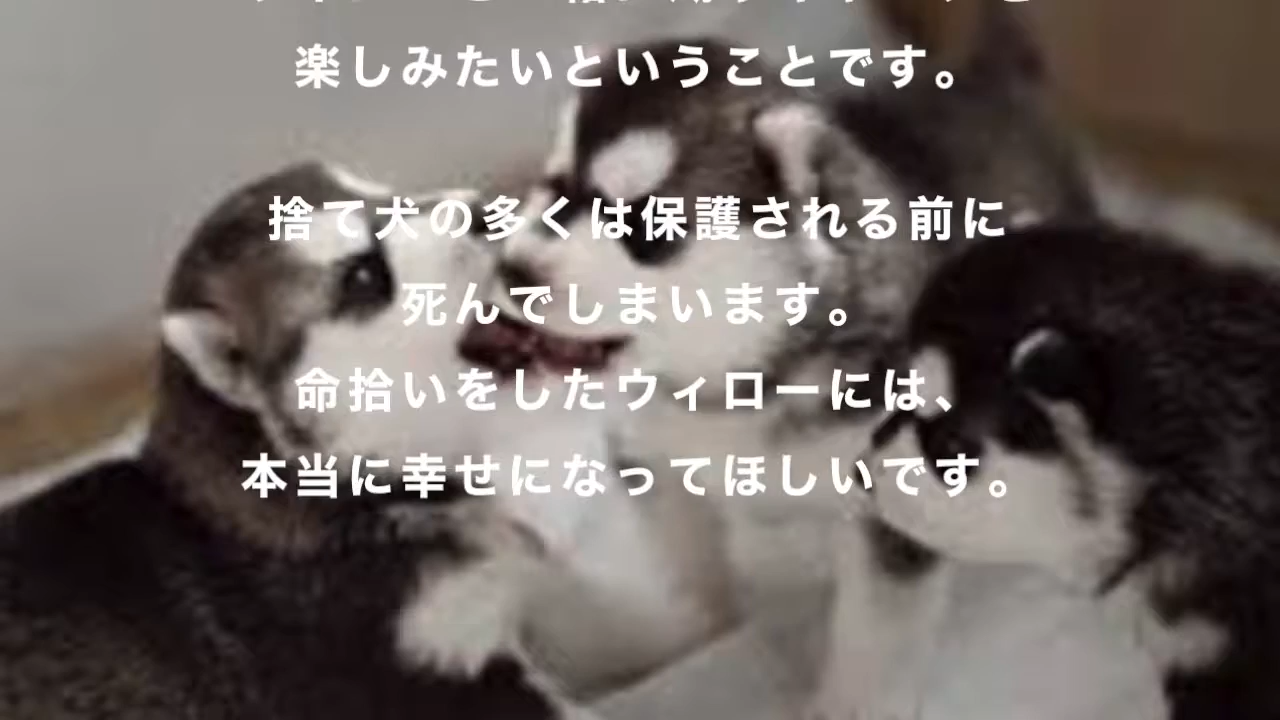 楽しみたいということです。
捨て犬の多くは保護される前に
死んでしまいます。
命拾いをしたウィローには、
本当に幸せになってほしいです。